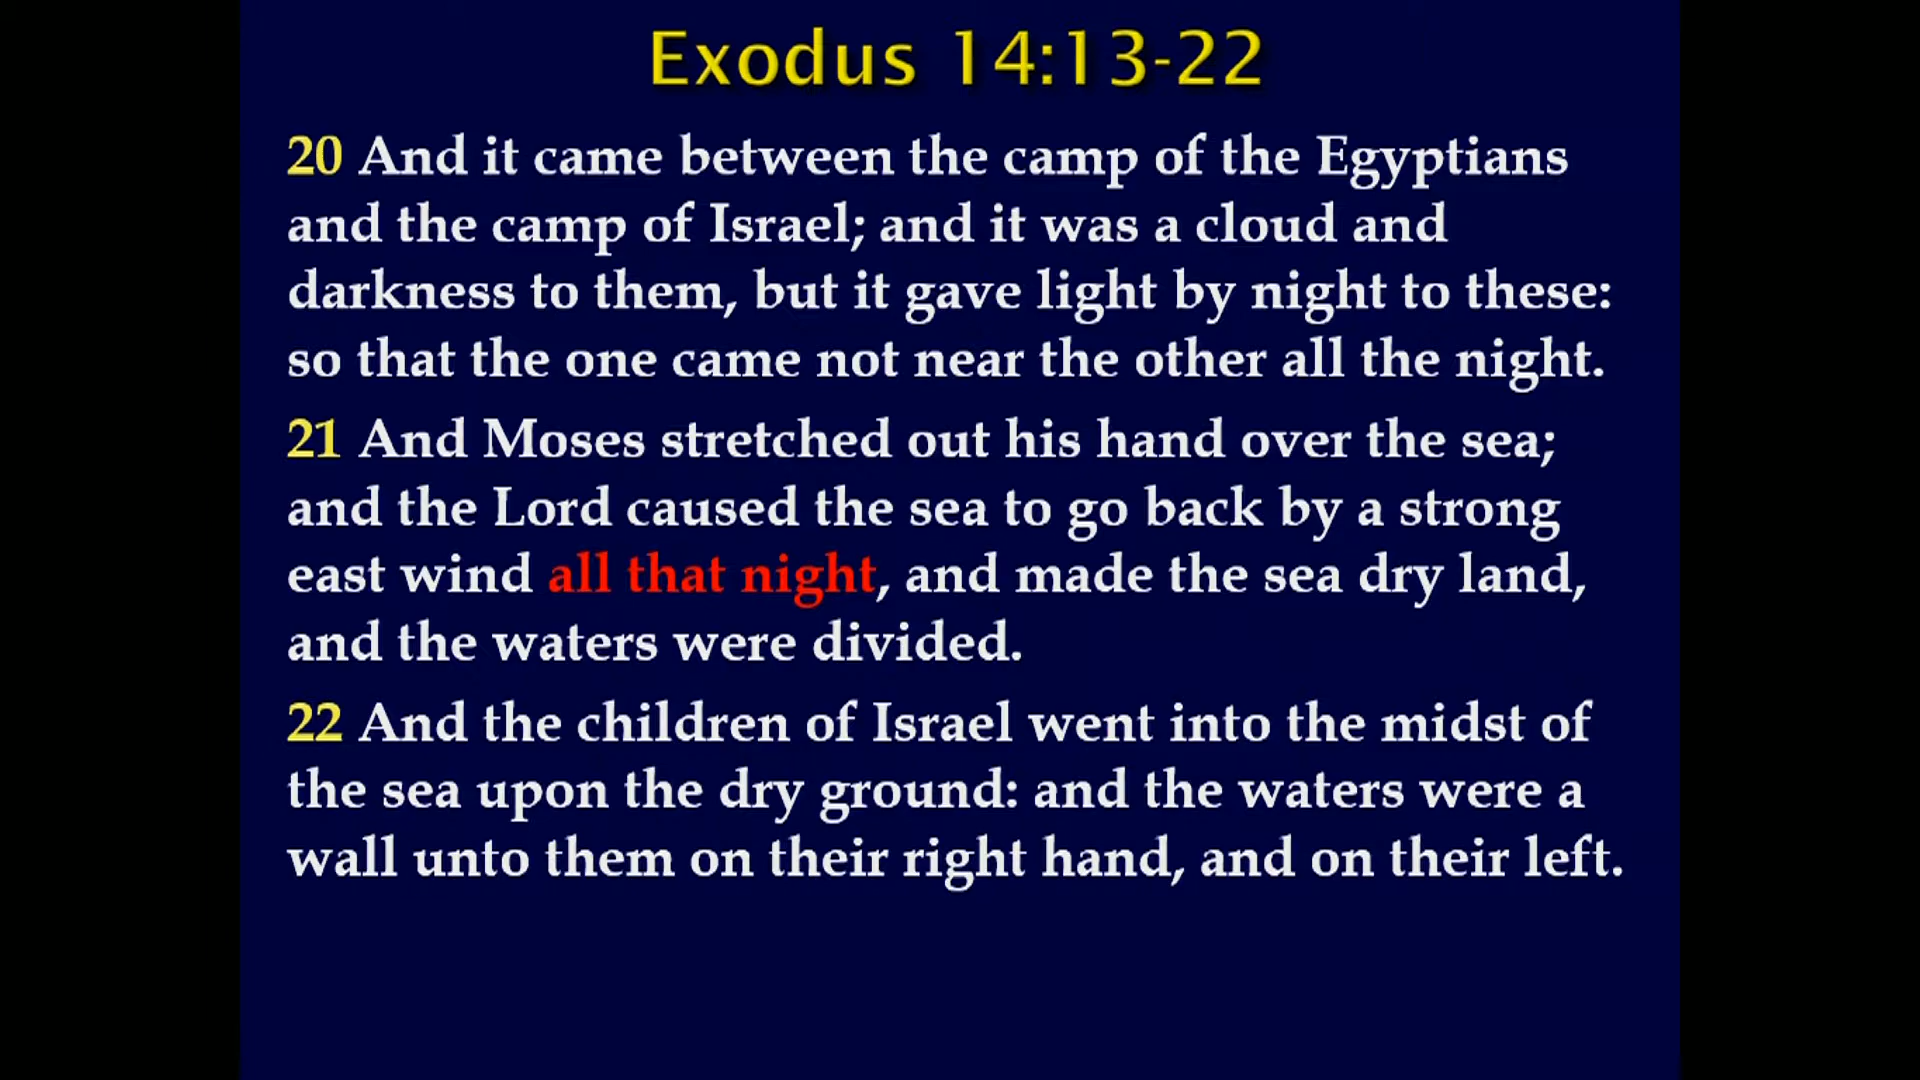 Exodus 14:13-22
20 And it came between the camp of the Egyptians
and the camp of Israel; and it was a cloud and
darkness to them, but it gave light by night to these:
so that the one came not near the other all the night.
21 And Moses stretched out his hand over the sea;
and the Lord caused the sea to go back by a strong
east wind all that night, and made the sea dry land,
and the waters were divided.
22 And the children of Israel went into the midst of
the sea upon the dry ground: and the waters were a
wall unto them on their right hand, and on their left.